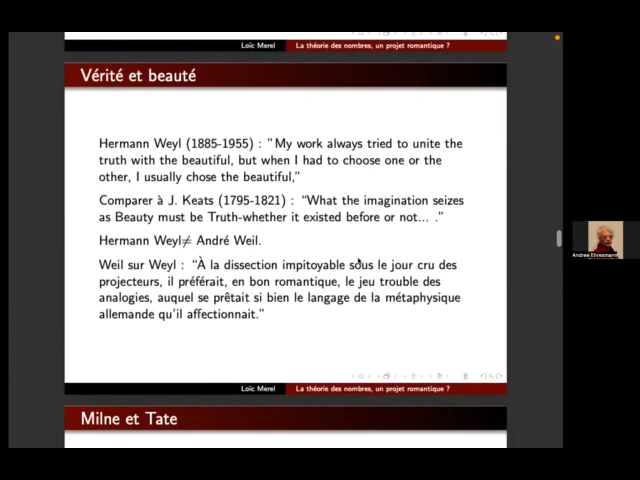 Loïc Merel La théorie des nombres, un projet romantique ?
Vérité et beauté
Hermann Weyl (1885-1955) : "My work always tried to unite the
truth with the beautiful, but when I had to choose one or the
other, I usually chose the beautiful,"
Comparer à J. Keats (1795-1821) : "What the imagination seizes
as Beauty must be Truth-whether it existed before or not... ."
Hermann Weyl≠ André Weil.
Weil sur Weyl : "À la dissection impitoyable sous le jour cru des
projecteurs, il préférait, en bon romantique, le jeu trouble des
analogies, auquel se prêtait si bien le langage de la métaphysique
allemande qu'il affectionnait."
Andree Ehresmann
Loïc Merel La théorie des nombres, un projet romantique ?
Milne et Tate